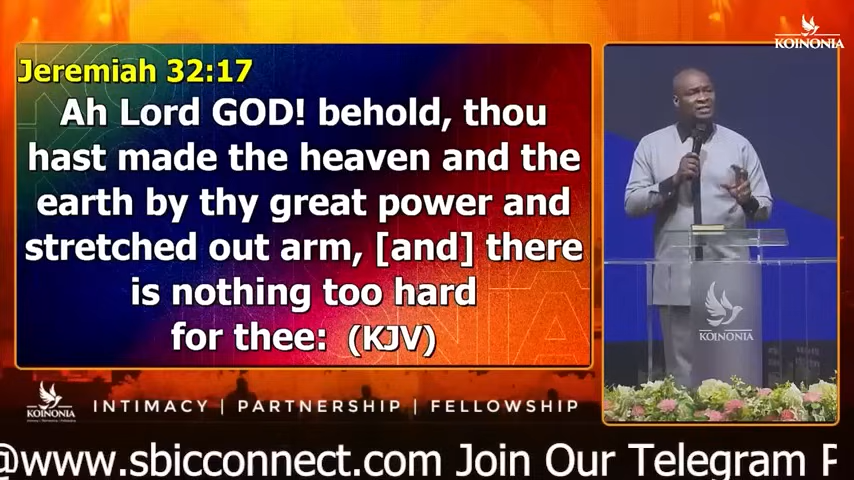 KOINONIA
Jeremiah 32:17
Ah Lord GOD! behold, thou
hast made the heaven and the
earth by thy great power and
stretched out arm, [and] there
is nothing too hard
for thee: (KJV)
KOINONIA
KOINONIA
INTIMACY | PARTNERSHIP | FELLOWSHIP
@www.sbicconnect.com Join Our Telegram P